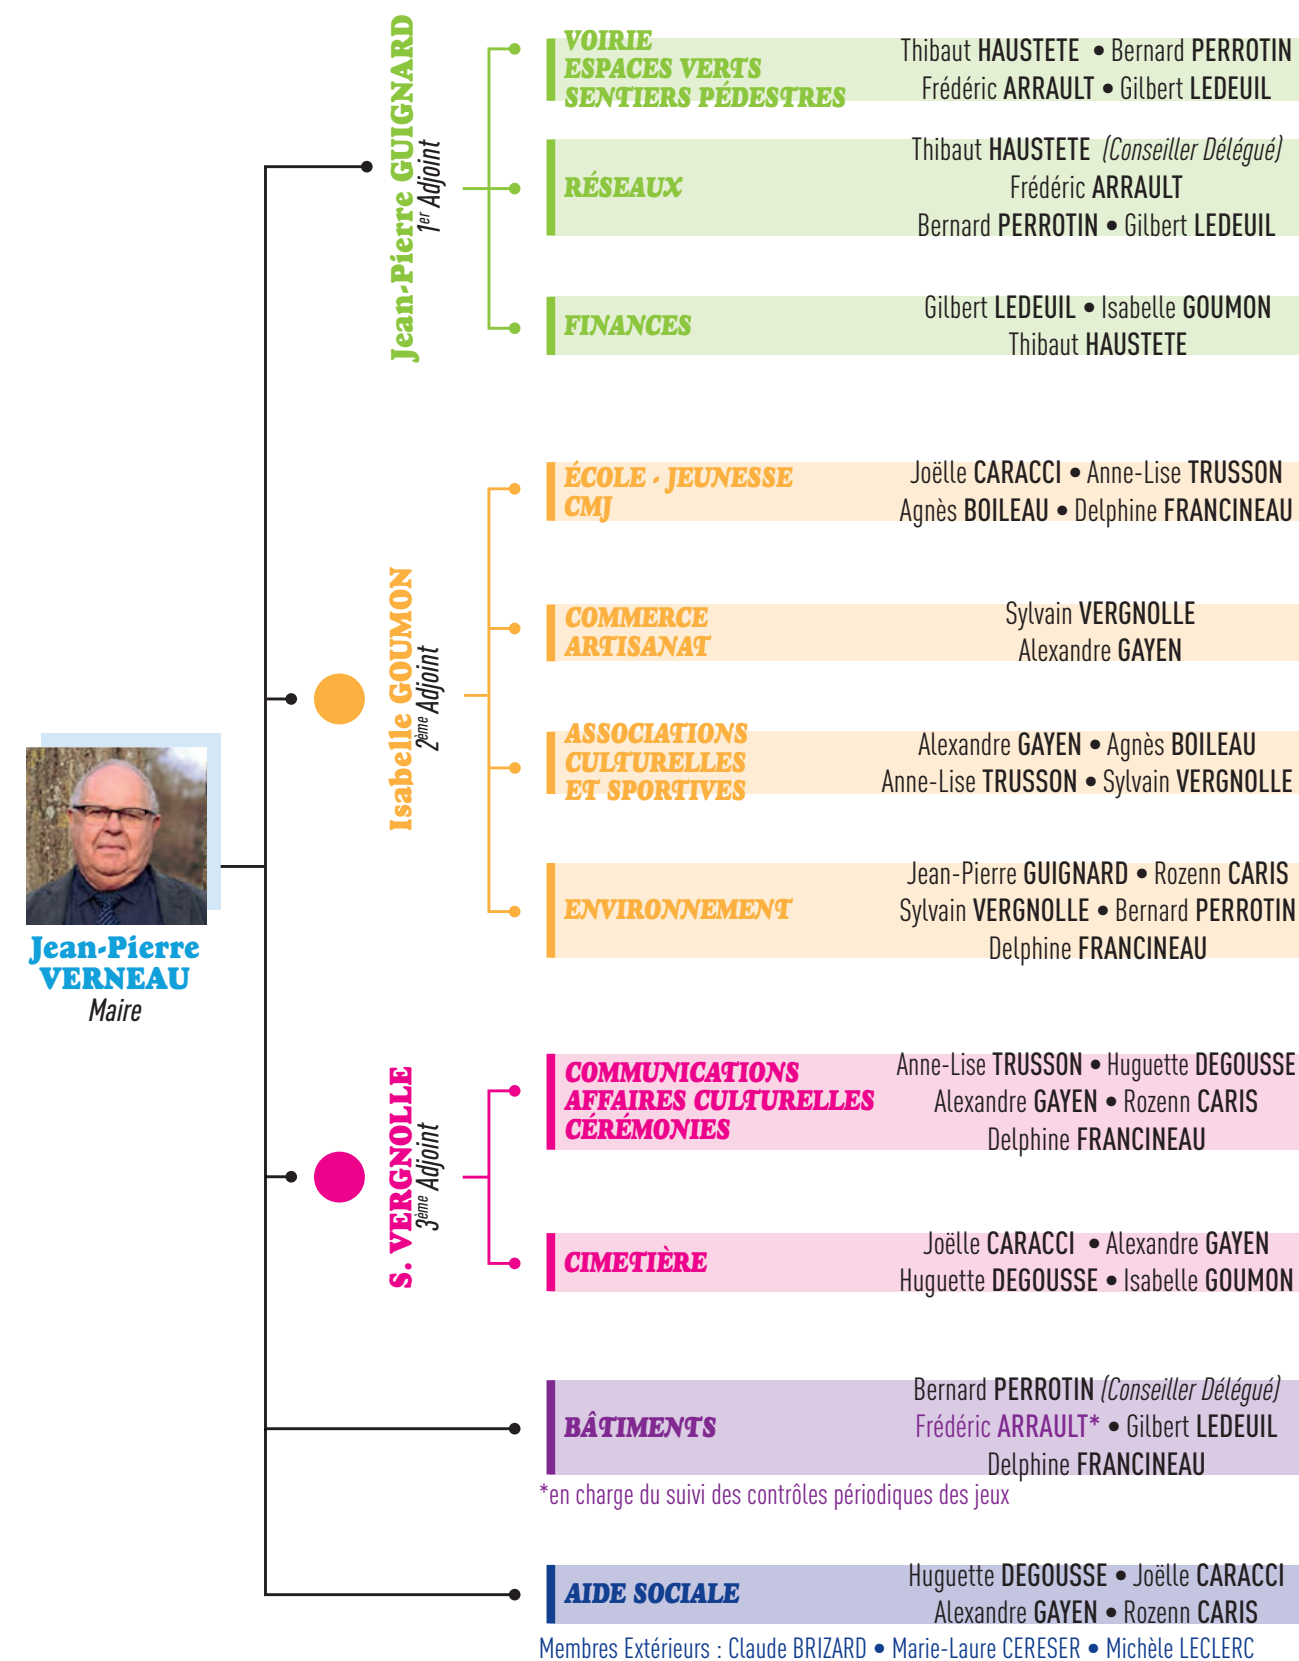 Jean-Pierre GUIGNARD
1er Adjoint
VOIRIE
ESPACES VERTS
SENTIERS PÉDESTRES
Thibaut HAUSTETE • Bernard PERROTIN
Frédéric ARRAULT • Gilbert LEDEUIL
RÉSEAUX
Thibaut HAUSTETE (Conseiller Délégué)
Frédéric ARRAULT
Bernard PERROTIN • Gilbert LEDEUIL
FINANCES
Gilbert LEDEUIL • Isabelle GOUMON
Thibaut HAUSTETE
Isabelle GOUMON
2ème Adjoint
ÉCOLE - JEUNESSE
CMJ
Joëlle CARACCI • Anne-Lise TRUSSON
Agnès BOILEAU • Delphine FRANCINEAU
COMMERCE
ARTISANAT
Sylvain VERGNOLLE
Alexandre GAYEN
ASSOCIATIONS
CULTURELLES
ET SPORTIVES
Alexandre GAYEN • Agnès BOILEAU
Anne-Lise TRUSSON • Sylvain VERGNOLLE
ENVIRONNEMENT
Jean-Pierre GUIGNARD • Rozenn CARIS
Sylvain VERGNOLLE • Bernard PERROTIN
Delphine FRANCINEAU
Jean-Pierre
VERNEAU
Maire
S. VERGNOLLE
3ème Adjoint
COMMUNICATIONS
AFFAIRES CULTURELLES
CÉRÉMONIES
Anne-Lise TRUSSON • Huguette DEGOUSSE
Alexandre GAYEN • Rozenn CARIS
Delphine FRANCINEAU
CIMETIÈRE
Joëlle CARACCI • Alexandre GAYEN
Huguette DEGOUSSE • Isabelle GOUMON
BÂTIMENTS
Bernard PERROTIN (Conseiller Délégué)
Frédéric ARRAULT* • Gilbert LEDEUIL
Delphine FRANCINEAU
*en charge du suivi des contrôles périodiques des jeux
AIDE SOCIALE
Huguette DEGOUSSE • Joëlle CARACCI
Alexandre GAYEN • Rozenn CARIS
Membres Extérieurs : Claude BRIZARD • Marie-Laure CERESER • Michèle LECLERC